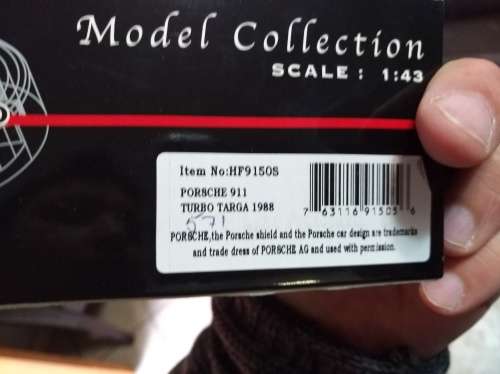 Model Collection
SCALE: 1:43
Item No:HF9150S
PORSCHE 911
TURBO TARGA 1988
571
7 63116 91505 6
PORSCHE,the Porsche shield and the Porsche car design are trademarks
and trade dress of PORSCHE AG and used with permission.